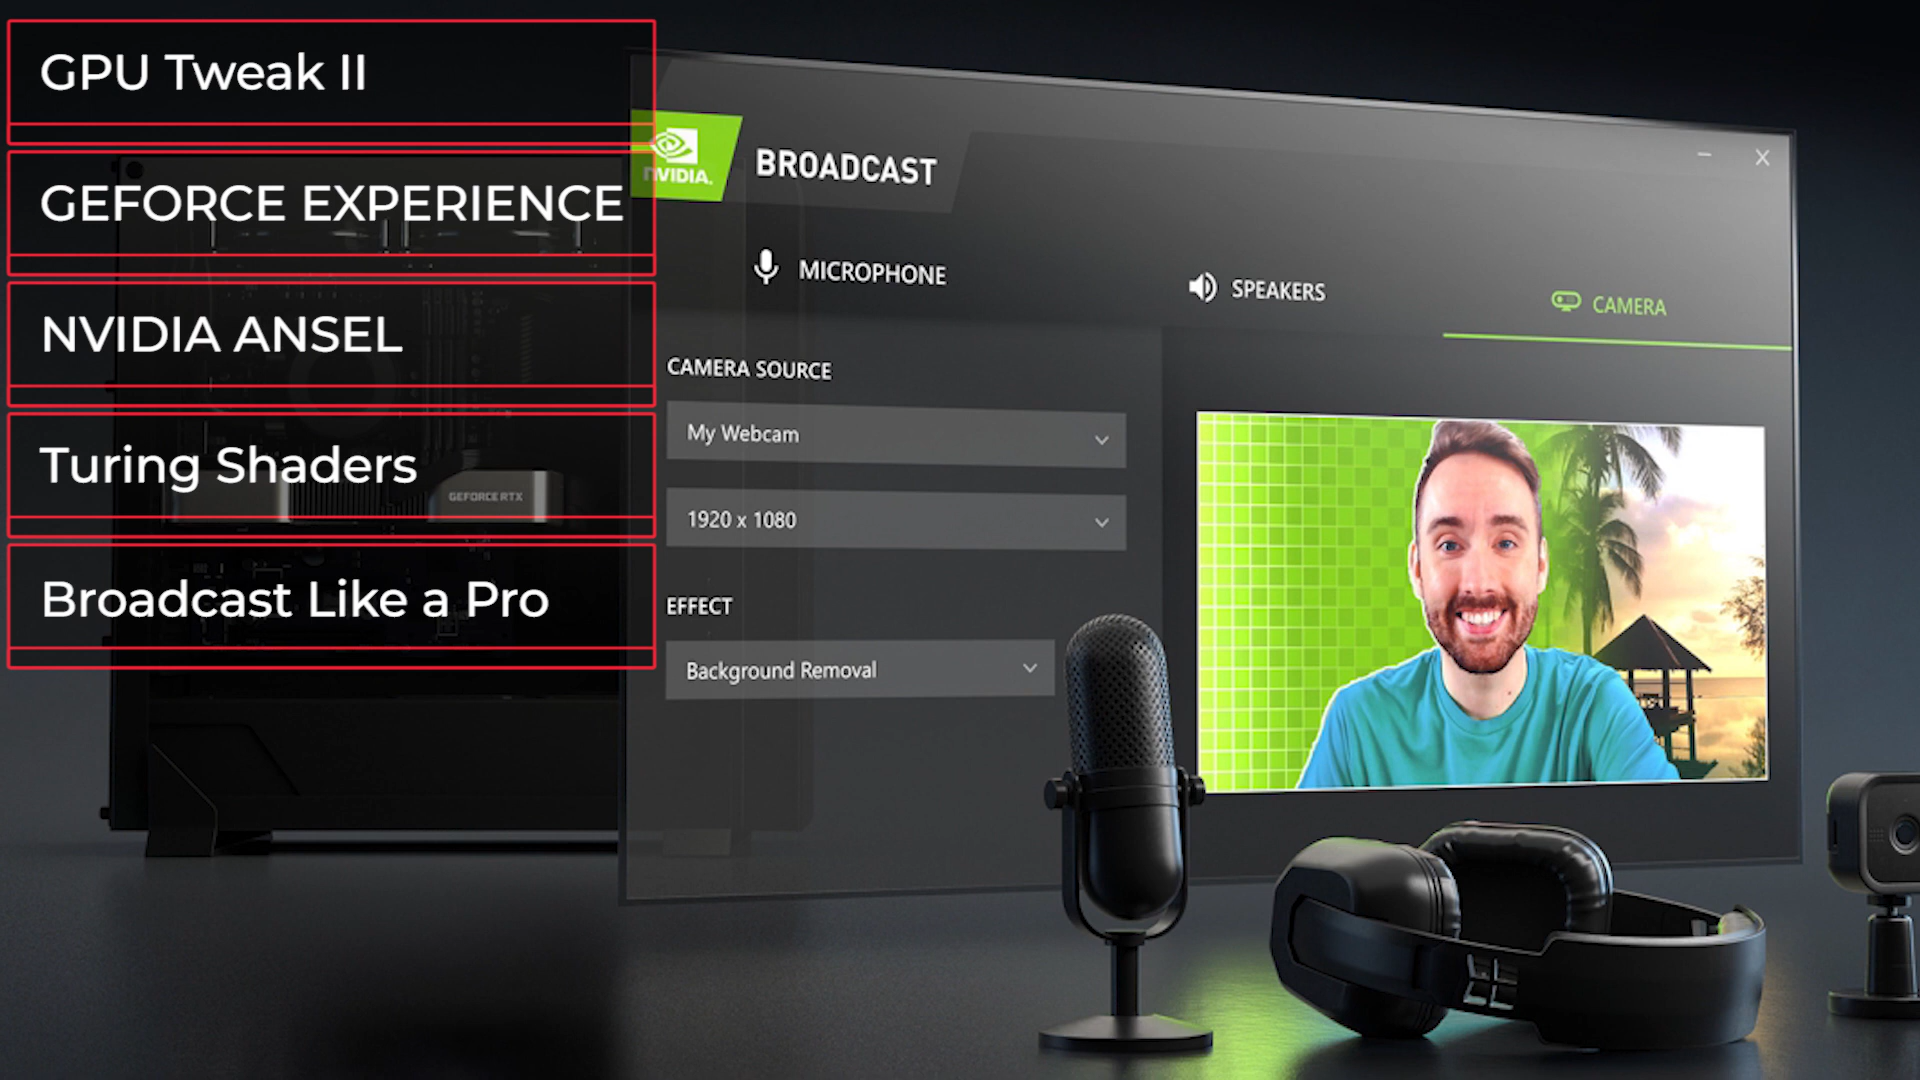 GPU Tweak II
GEFORCE EXPERIENCE
NVIDIA ANSEL
Turing Shaders
GEFORCE RTX
Broadcast Like a Pro
NVIDIA.
BROADCAST
MICROPHONE
SPEAKERS
CAMERA
CAMERA SOURCE
My Webcam
1920 x 1080
EFFECT
Background Removal